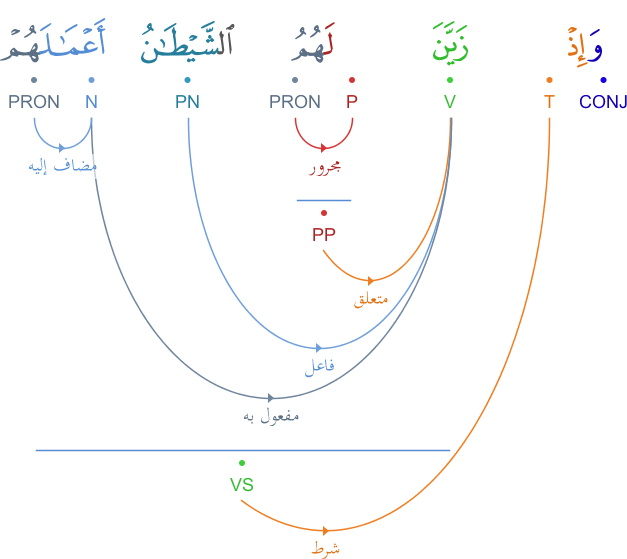 وَإِذْ زَيَّنَ لَهُمُ ٱلشَّيْطَـٰنُ أَعْمَـٰلَهُمْ
CONJ T V P PRON PN N PRON
مضاف إليه
مجرور
PP
متعلق
فاعل
مفعول به
VS
شرط